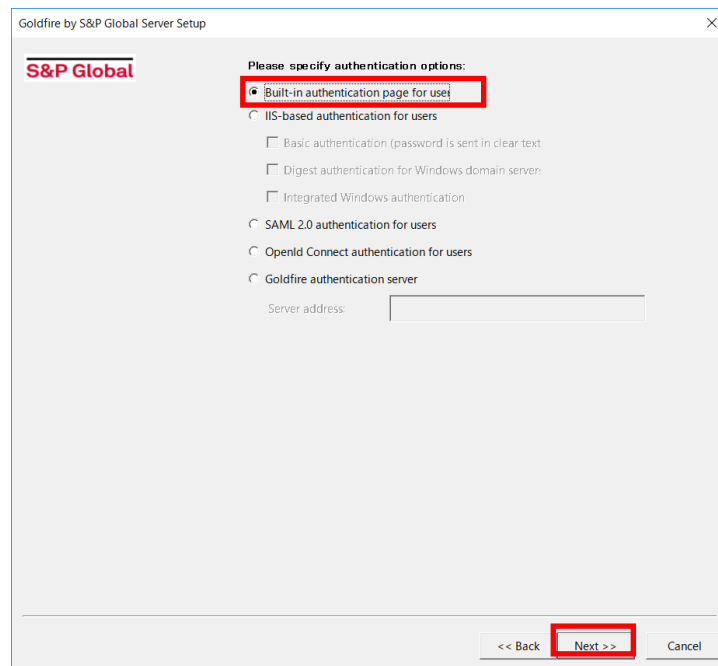 Goldfire by S&P Global Server Setup
S&P Global
Please specify authentication options:
Built-in authentication page for user
IIS-based authentication for users
Basic authentication (password is sent in clear text
Digest authentication for Windows domain server:
Integrated Windows authentication
SAML 2.0 authentication for users
OpenId Connect authentication for users
Goldfire authentication server
Server address:
<< Back
Next >>
Cancel